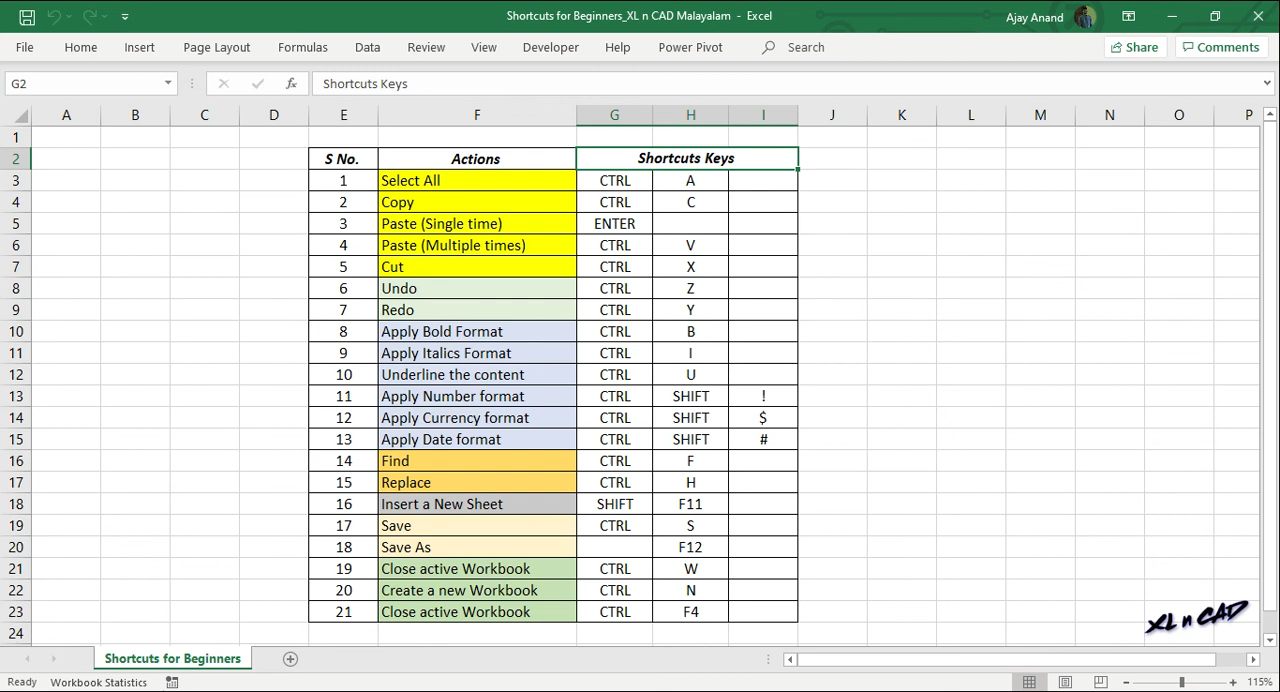 Shortcuts for Beginners_XL n CAD Malayalam - Excel
Ajay Anand
File Home Insert Page Layout Formulas Data Review View Developer Help Power Pivot Search Share Comments
G2 fx Shortcuts Keys
A B C D E F G H I J K L M N O P
1
2 S No. Actions Shortcuts Keys
3 1 Select All CTRL A
4 2 Copy CTRL C
5 3 Paste (Single time) ENTER
6 4 Paste (Multiple times) CTRL V
7 5 Cut CTRL X
8 6 Undo CTRL Z
9 7 Redo CTRL Y
10 8 Apply Bold Format CTRL B
11 9 Apply Italics Format CTRL I
12 10 Underline the content CTRL U
13 11 Apply Number format CTRL SHIFT !
14 12 Apply Currency format CTRL SHIFT $
15 13 Apply Date format CTRL SHIFT #
16 14 Find CTRL F
17 15 Replace CTRL H
18 16 Insert a New Sheet SHIFT F11
19 17 Save CTRL S
20 18 Save As F12
21 19 Close active Workbook CTRL W
22 20 Create a new Workbook CTRL N
23 21 Close active Workbook CTRL F4
XL n CAD
24
Shortcuts for Beginners
Ready Workbook Statistics 115%